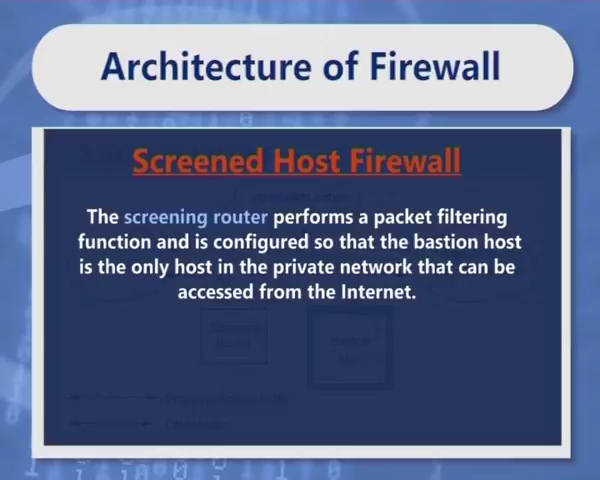 Architecture of Firewall
Screened Host Firewall
The screening router performs a packet filtering
function and is configured so that the bastion host
is the only host in the private network that can be
accessed from the Internet.